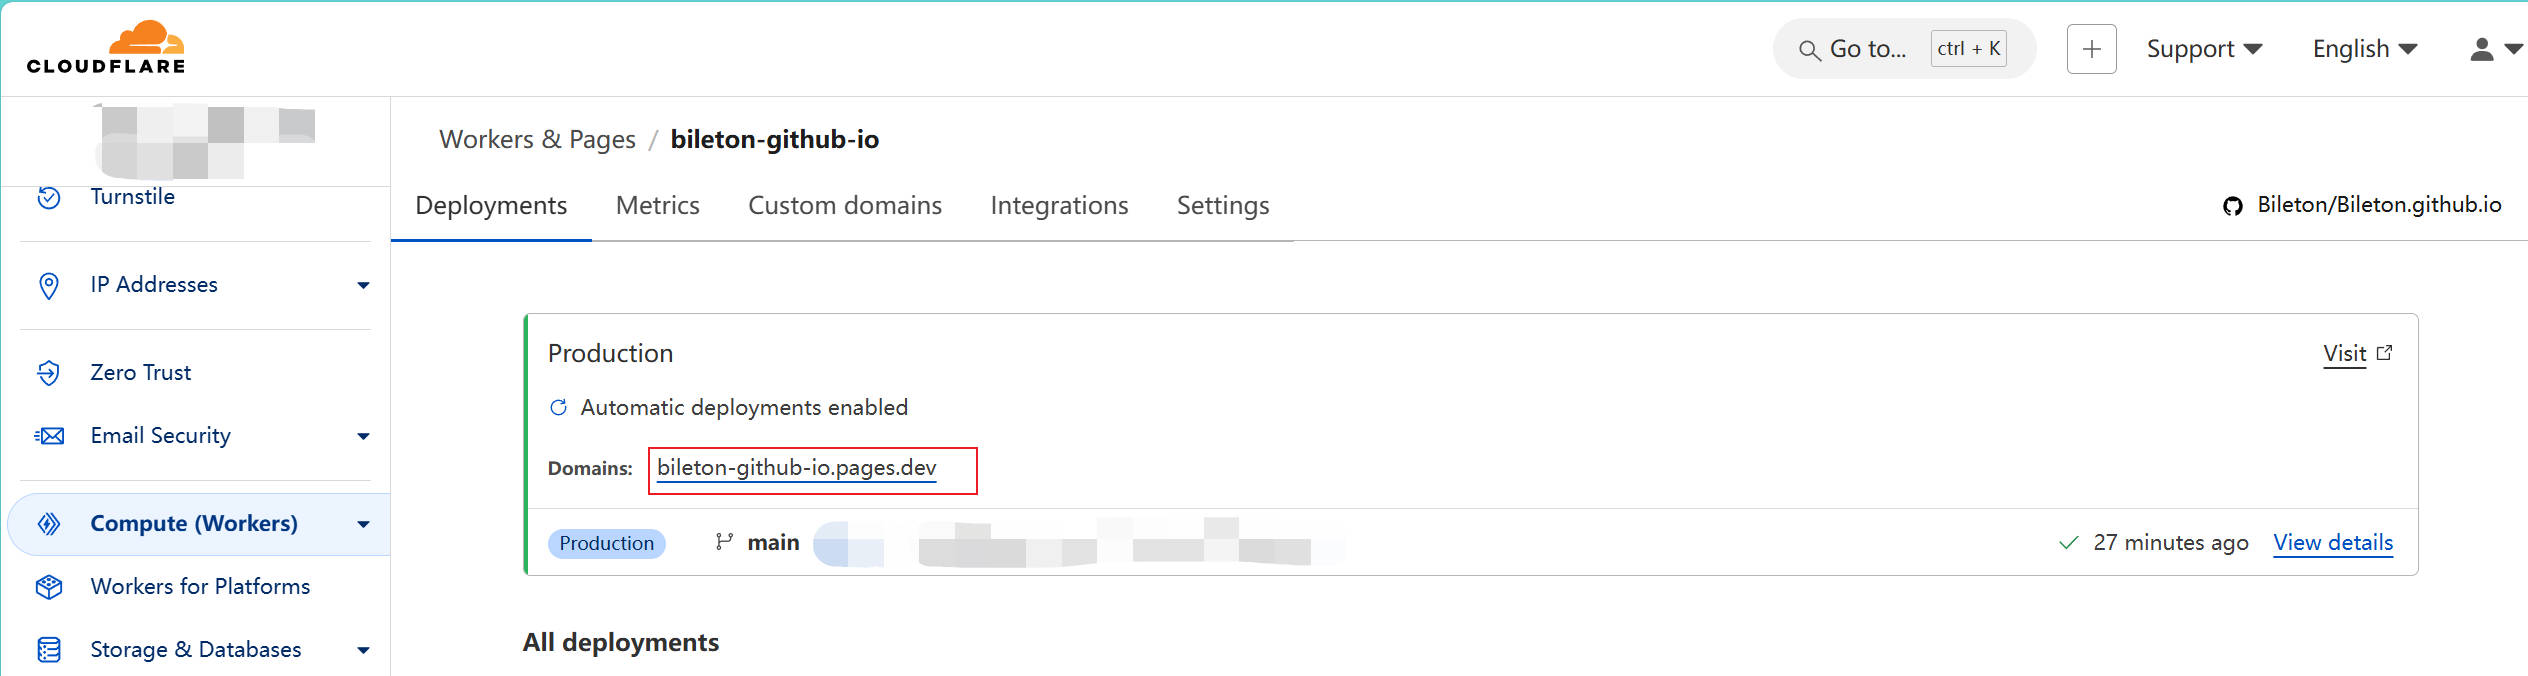 CLOUDFLARE
Go to... ctrl + K
Support
English
Workers & Pages / bileton-github-io
Turnstile
Deployments Metrics Custom domains Integrations Settings
Bileton/Bileton.github.io
IP Addresses
Zero Trust
Email Security
Compute (Workers)
Workers for Platforms
Storage & Databases
Production
Visit
Automatic deployments enabled
Domains: bileton-github-io.pages.dev
Production main 27 minutes ago View details
All deployments